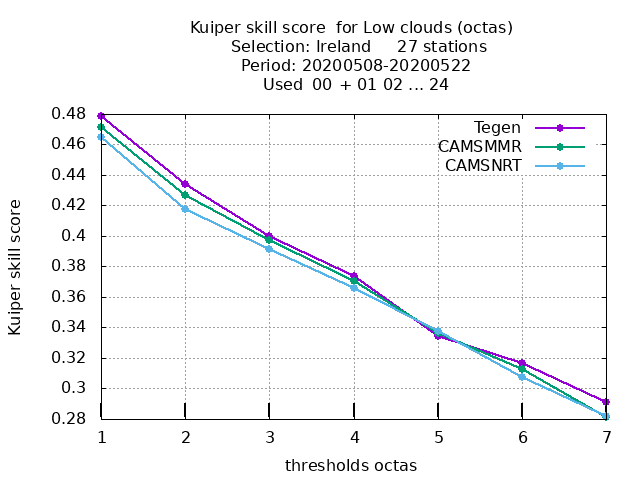 Kuiper skill score  for Low clouds (octas)
Selection: Ireland     27 stations
Period: 20200508-20200522
Used  00 + 01 02 ... 24
Tegen
CAMSMMR
CAMSNRT
Kuiper skill score
0.48
0.46
0.44
0.42
0.4
0.38
0.36
0.34
0.32
0.3
0.28
1 2 3 4 5 6 7
thresholds octas